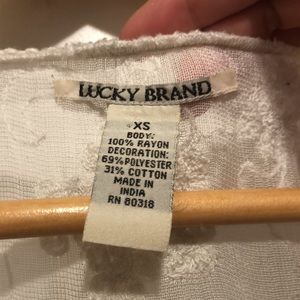 LUCKY BRAND
XS
BODY:
100% RAYON
DECORATION:
69% POLYESTER
31% COTTON
MADE IN
INDIA
RN 80318